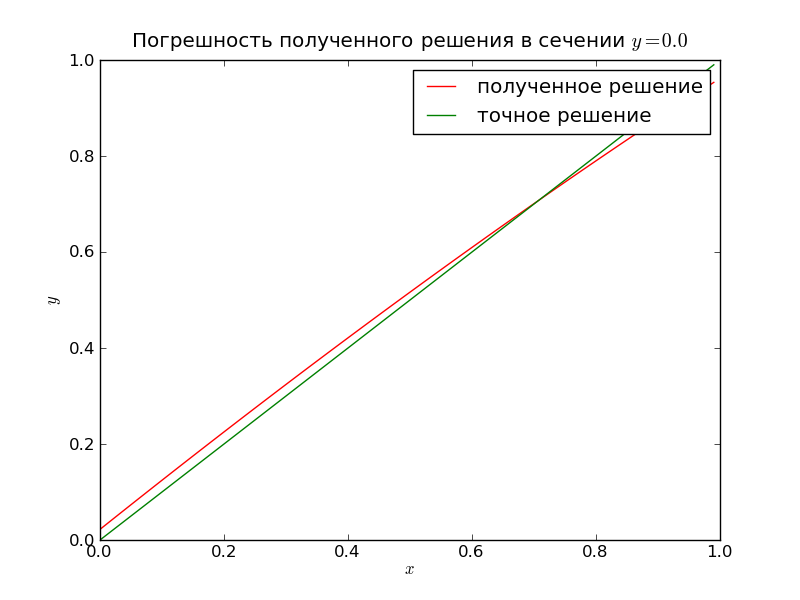 Погрешность полученного решения в сечении y=0.0
полученное решение
точное решение
1.0
0.8
0.6
0.4
0.2
0.0
y
0.0 0.2 0.4 0.6 0.8 1.0
x